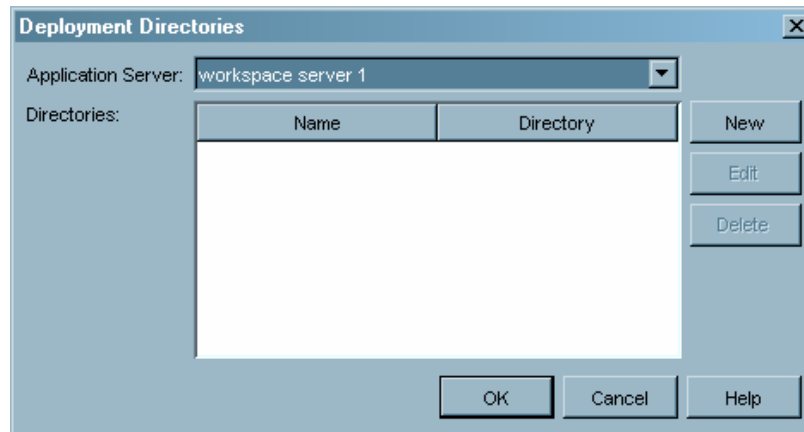 Deployment Directories
Application Server: workspace server 1
Directories:
Name Directory
New
Edit
Delete
OK Cancel Help